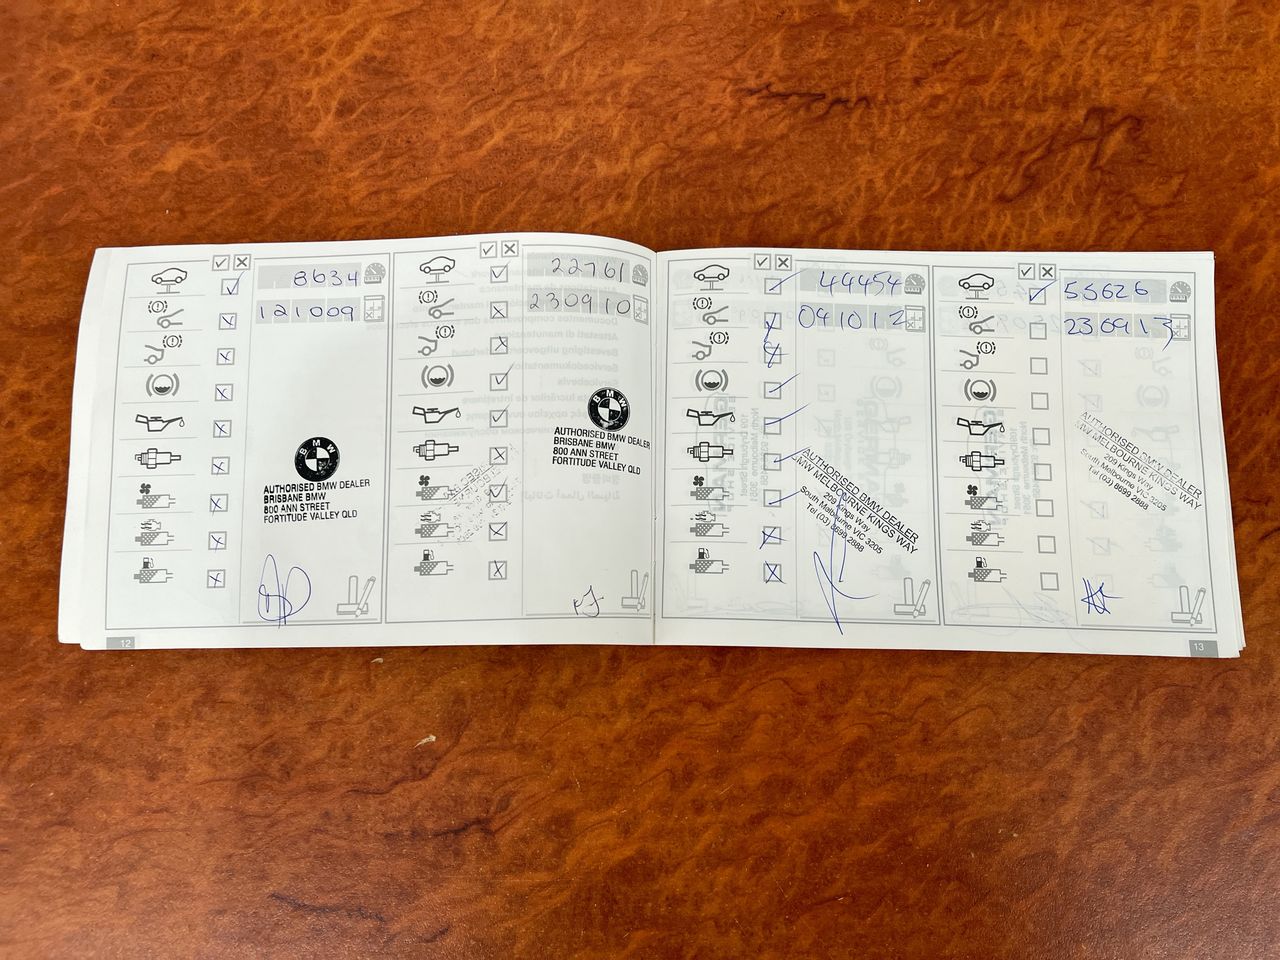 8634
121009
BMW
AUTHORISED BMW DEALER
BRISBANE BMW
800 ANN STREET
FORTITUDE VALLEY QLD
12
22761
230910
BMW
AUTHORISED BMW DEALER
BRISBANE BMW
800 ANN STREET
FORTITUDE VALLEY QLD
44454
041012
AUTHORISED BMW DEALER
BMW MELBOURNE KINGS WAY
209 Kings Way
South Melbourne VIC 3205
Tel (03) 8699 2888
55626
230913
AUTHORISED BMW DEALER
MW MELBOURNE KINGS WAY
209 Kings Way
South Melbourne VIC 3205
Tel (03) 8699 2888
13